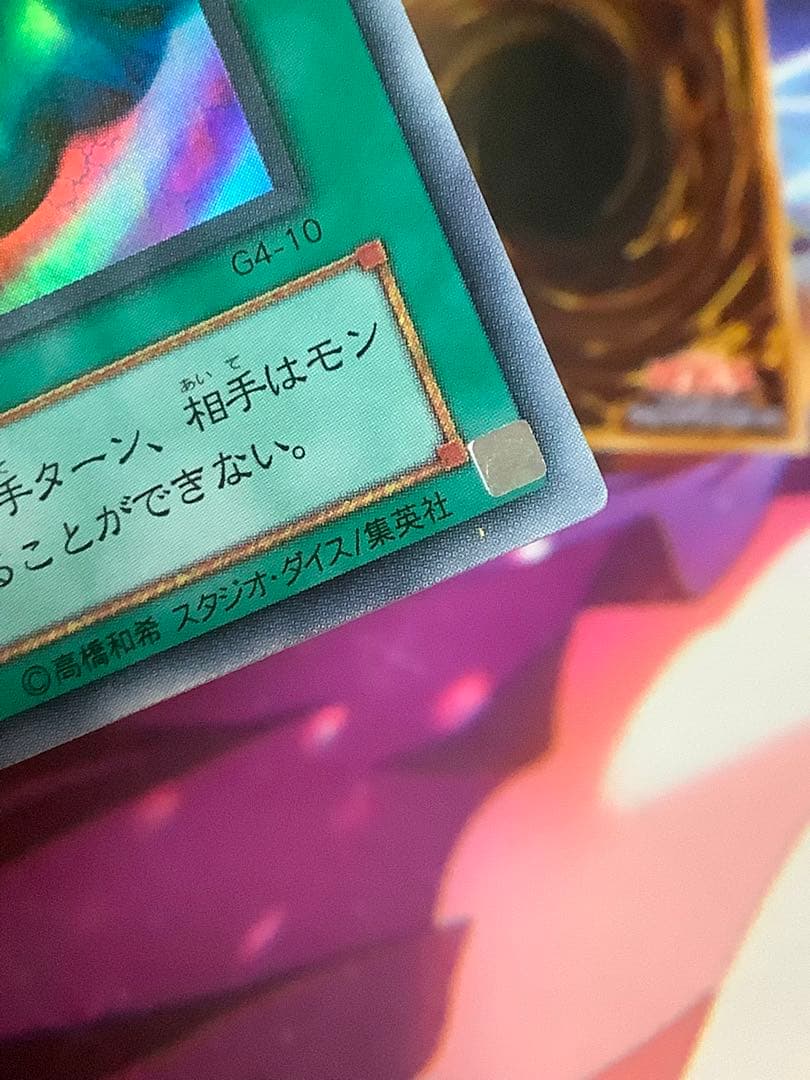 G4-10
手ターン、相手はモン
あいて
ることができない。
©高橋和希 スタジオ・ダイス/集英社